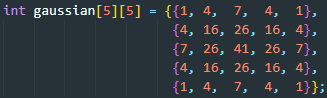 int gaussian[5][5] = {{1, 4, 7, 4, 1},
{4, 16, 26, 16, 4},
{7, 26, 41, 26, 7},
{4, 16, 26, 16, 4},
{1, 4, 7, 4, 1}};